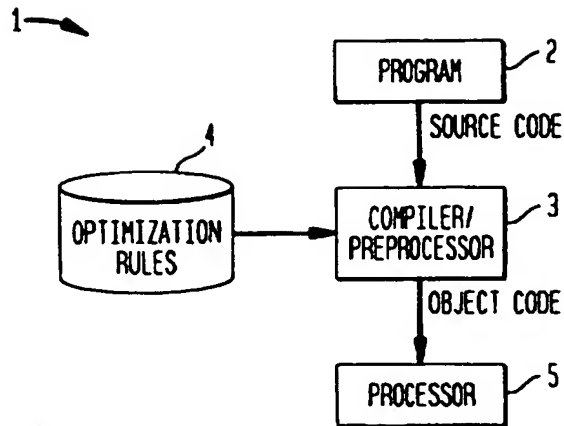 1
PROGRAM
2
SOURCE CODE
4
OPTIMIZATION
RULES
COMPILER/
PREPROCESSOR
3
OBJECT CODE
PROCESSOR
5